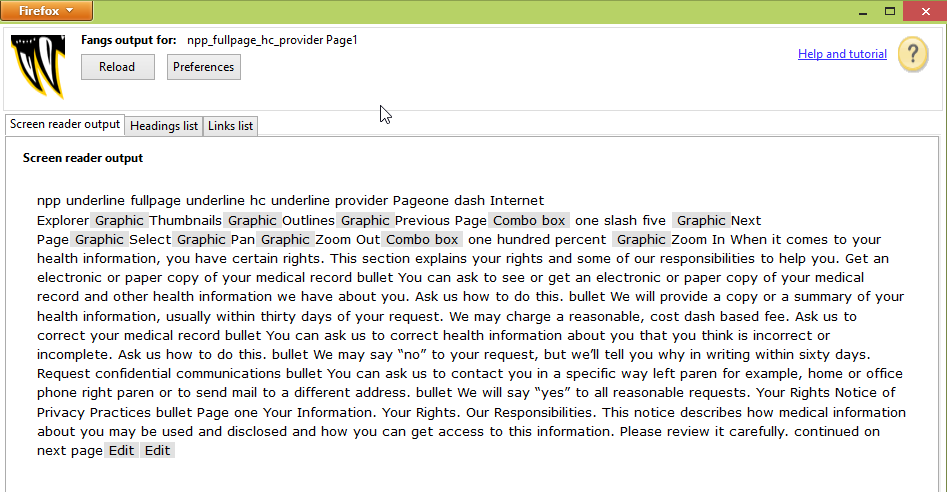 Firefox
Fangs output for: npp_fullpage_hc_provider Page1
Reload Preferences
Help and tutorial ?
Screen reader output Headings list Links list
Screen reader output
npp underline fullpage underline hc underline provider Pageone dash Internet
Explorer Graphic Thumbnails Graphic Outlines Graphic Previous Page Combo box one slash five Graphic Next
Page Graphic Select Graphic Pan Graphic Zoom Out Combo box one hundred percent Graphic Zoom In When it comes to your
health information, you have certain rights. This section explains your rights and some of our responsibilities to help you. Get an
electronic or paper copy of your medical record bullet You can ask to see or get an electronic or paper copy of your medical
record and other health information we have about you. Ask us how to do this. bullet We will provide a copy or a summary of your
health information, usually within thirty days of your request. We may charge a reasonable, cost dash based fee. Ask us to
correct your medical record bullet You can ask us to correct health information about you that you think is incorrect or
incomplete. Ask us how to do this. bullet We may say “no” to your request, but we’ll tell you why in writing within sixty days.
Request confidential communications bullet You can ask us to contact you in a specific way left paren for example, home or office
phone right paren or to send mail to a different address. bullet We will say “yes” to all reasonable requests. Your Rights Notice of
Privacy Practices bullet Page one Your Information. Your Rights. Our Responsibilities. This notice describes how medical information
about you may be used and disclosed and how you can get access to this information. Please review it carefully. continued on
next page Edit Edit